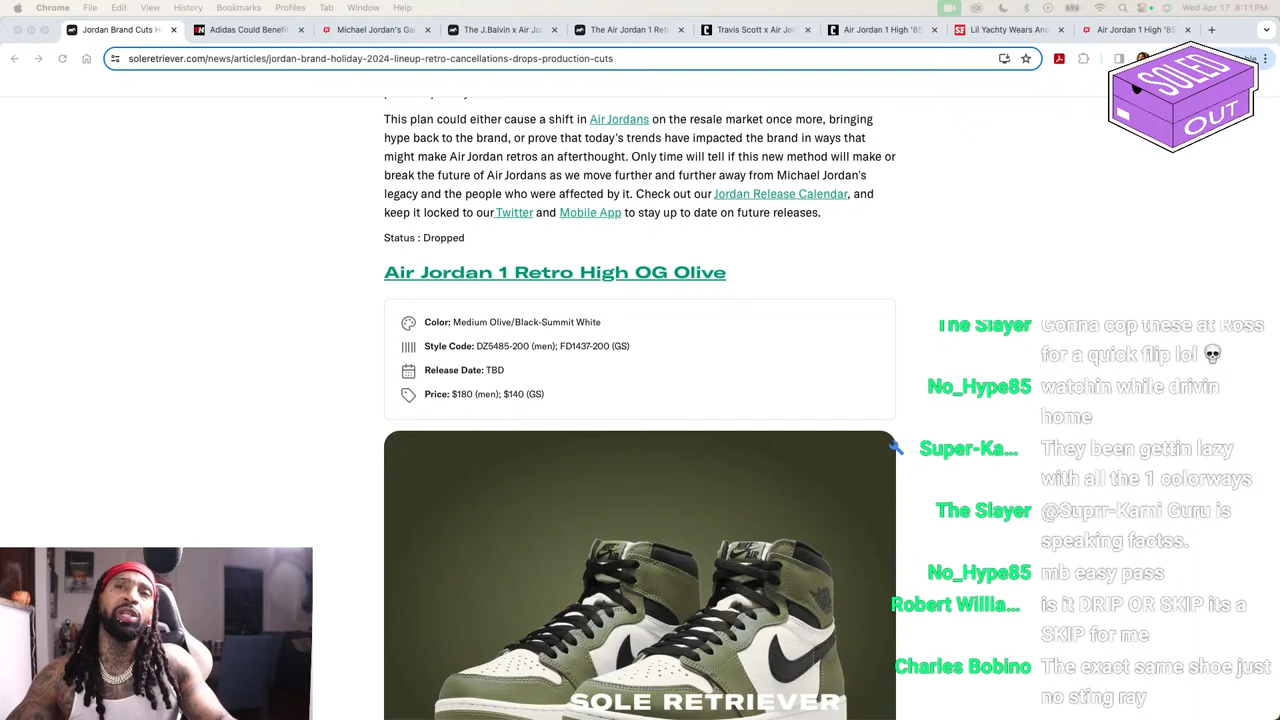 Chrome File Edit View History Bookmarks Profiles Tab Window Help Wed Apr 17 8:11PM
Jordan Brand Cuts H Adidas Could Benefi Michael Jordan's Ga The J.Balvin x Air Jo The Air Jordan 1 Retr Travis Scott x Air Jo Air Jordan 1 High '85 Lil Yachty Wears An Air Jordan 1 High '85
soleretriever.com/news/articles/jordan-brand-holiday-2024-lineup-retro-cancellations-drops-production-cuts
SOLES
OUT
This plan could either cause a shift in Air Jordans on the resale market once more, bringing
hype back to the brand, or prove that today's trends have impacted the brand in ways that
might make Air Jordan retros an afterthought. Only time will tell if this new method will make or
break the future of Air Jordans as we move further and further away from Michael Jordan's
legacy and the people who were affected by it. Check out our Jordan Release Calendar, and
keep it locked to our Twitter and Mobile App to stay up to date on future releases.
Status : Dropped
Air Jordan 1 Retro High OG Olive
Color: Medium Olive/Black-Summit White
Style Code: DZ5485-200 (men); FD1437-200 (GS)
Release Date: TBD
Price: $180 (men); $140 (GS)
SOLE RETRIEVER
The Slayer Gonna cop these at Ross
for a quick flip lol 💀
No_Hype85 watchin while drivin
home
Super-Ka... They been gettin lazy
with all the 1 colorways
The Slayer @Suprr-Kami Guru is
speaking factss.
No_Hype85 mb easy pass
Robert Willia... is it DRIP OR SKIP its a
SKIP for me
Charles Bobino The exact same shoe just
no sting ray